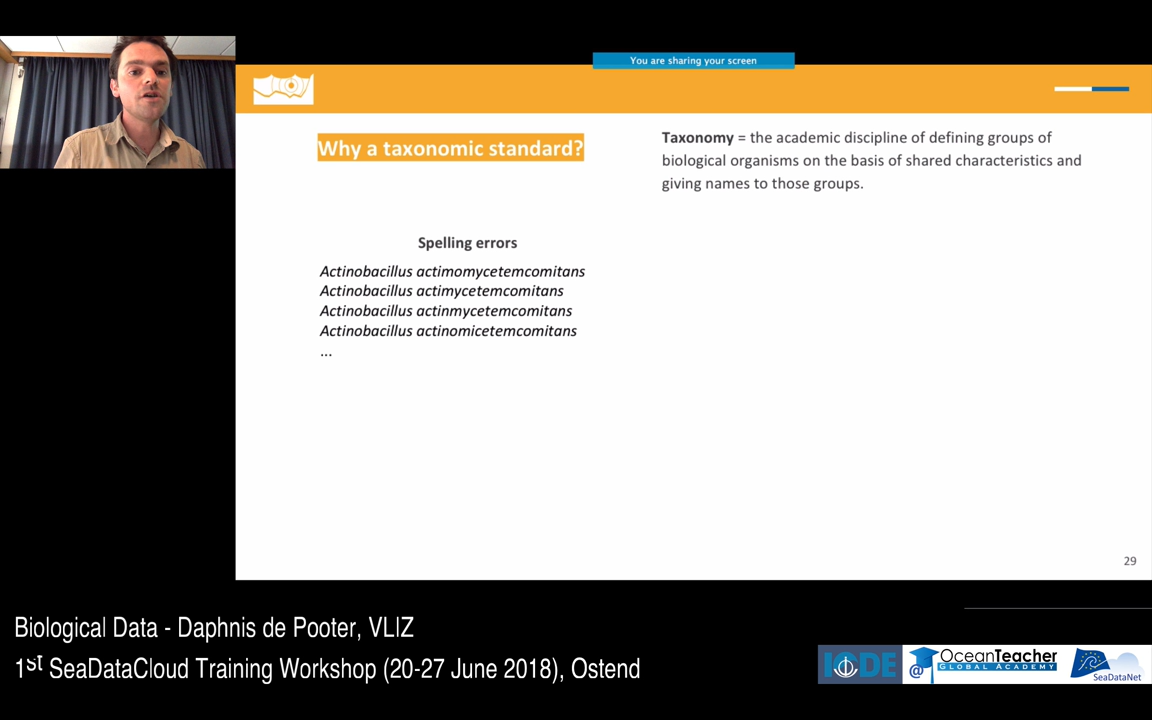 You are sharing your screen
Why a taxonomic standard?
Taxonomy = the academic discipline of defining groups of
biological organisms on the basis of shared characteristics and
giving names to those groups.
Spelling errors
Actinobacillus actimomycetemcomitans
Actinobacillus actimycetemcomitans
Actinobacillus actinmycetemcomitans
Actinobacillus actinomicetemcomitans
...
29
Biological Data - Daphnis de Pooter, VLIZ
1st SeaDataCloud Training Workshop (20-27 June 2018), Ostend
IODE
@ OceanTeacher
GLOBAL ACADEMY
SeaDataNet